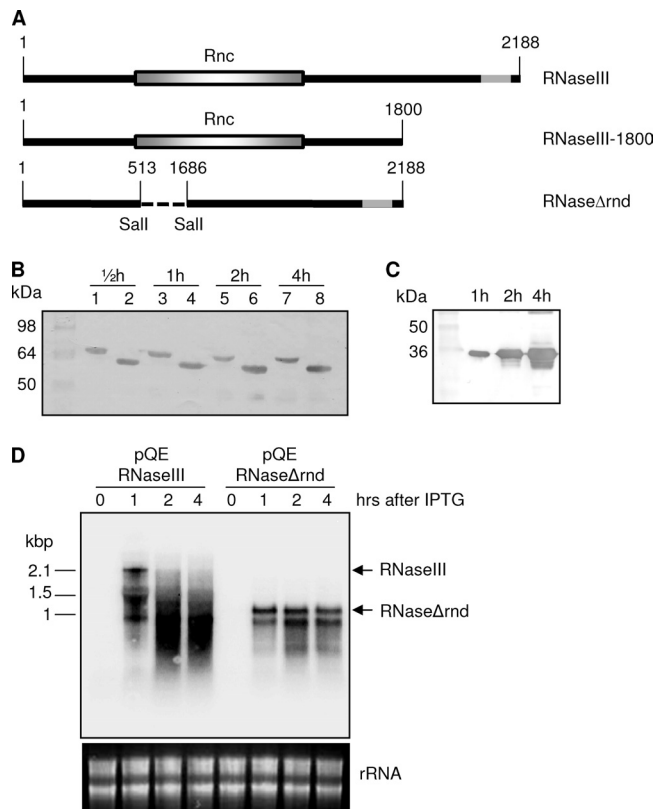 A
1 2188
Rnc
RNaseIII
1 1800
Rnc
RNaseIII-1800
1 513 1686 2188
RNaseΔrnd
SalI SalI
B
½h 1h 2h 4h
kDa 1 2 3 4 5 6 7 8
98
64
50
C
kDa 1h 2h 4h
50
36
D
pQE pQE
RNaseIII RNaseΔrnd
0 1 2 4 0 1 2 4 hrs after IPTG
kbp
2.1 RNaseIII
1.5
1 RNaseΔrnd
rRNA